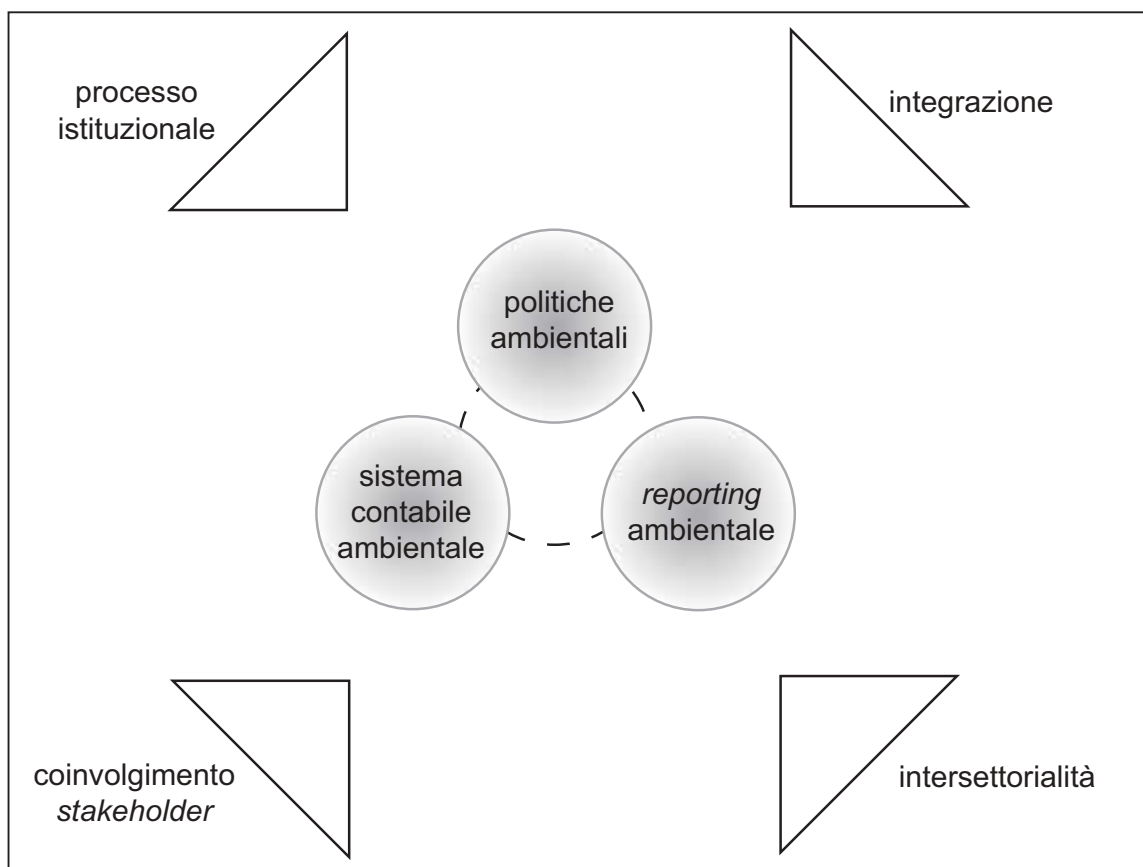 processo
istituzionale
integrazione
politiche
ambientali
sistema
contabile
ambientale
reporting
ambientale
coinvolgimento
stakeholder
intersettorialità